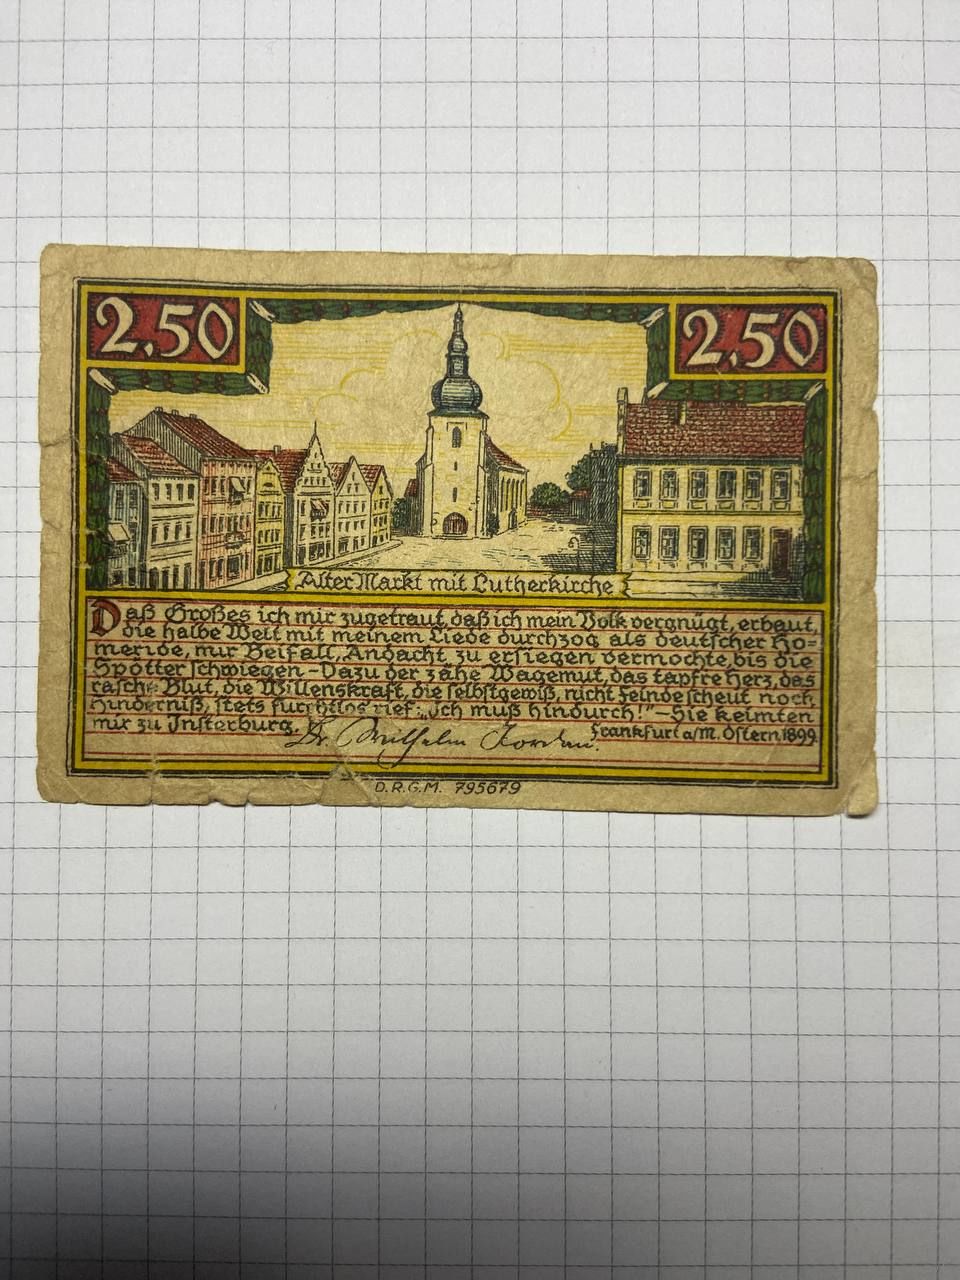 2,50 2,50
Alter Markt mit Lutherkirche
Daß Großes ich mir zugetraut, daß ich mein Volk vergnügt, erbaut,
die halbe Welt mit meinem Liede durchzog als deutscher Ho=
meride, mir Beifall, Andacht zu ersiegen vermochte, bis die
Spötter schwiegen - Dazu der zähe Wagemut, das tapfre Herz, das
rasche Blut, die Willenskraft, die selbstgewiß, nicht Feinde scheut noch
Hinderniß, stets furchtlos rief: „Ich muß hindurch!" - Sie keimten
mir zu Insterburg.
Dr. Wilhelm Jordan.
Frankfurt a/M. Ostern 1899.
D.R.G.M. 795679